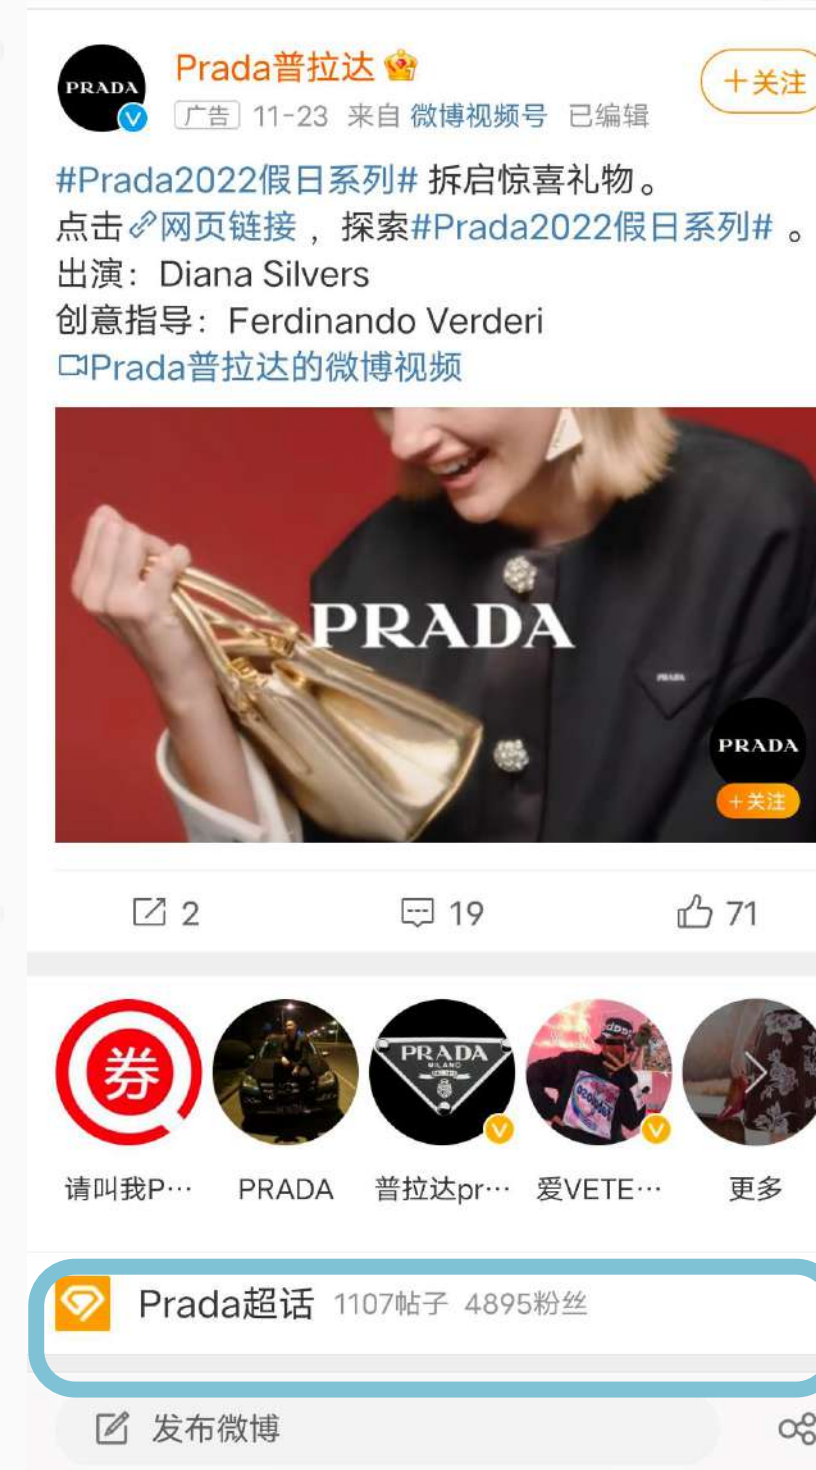 PRADA
Prada普拉达
+关注
广告 11-23 来自 微博视频号 已编辑
#Prada2022假日系列# 拆启惊喜礼物。
点击网页链接，探索#Prada2022假日系列# 。
出演：Diana Silvers
创意指导：Ferdinando Verderi
Prada普拉达的微博视频
PRADA
PRADA
PRADA
+关注
2 19 71
券
PRADA
MILANO
请叫我P… PRADA 普拉达pr… 爱VETE… 更多
Prada超话 1107帖子 4895粉丝
发布微博